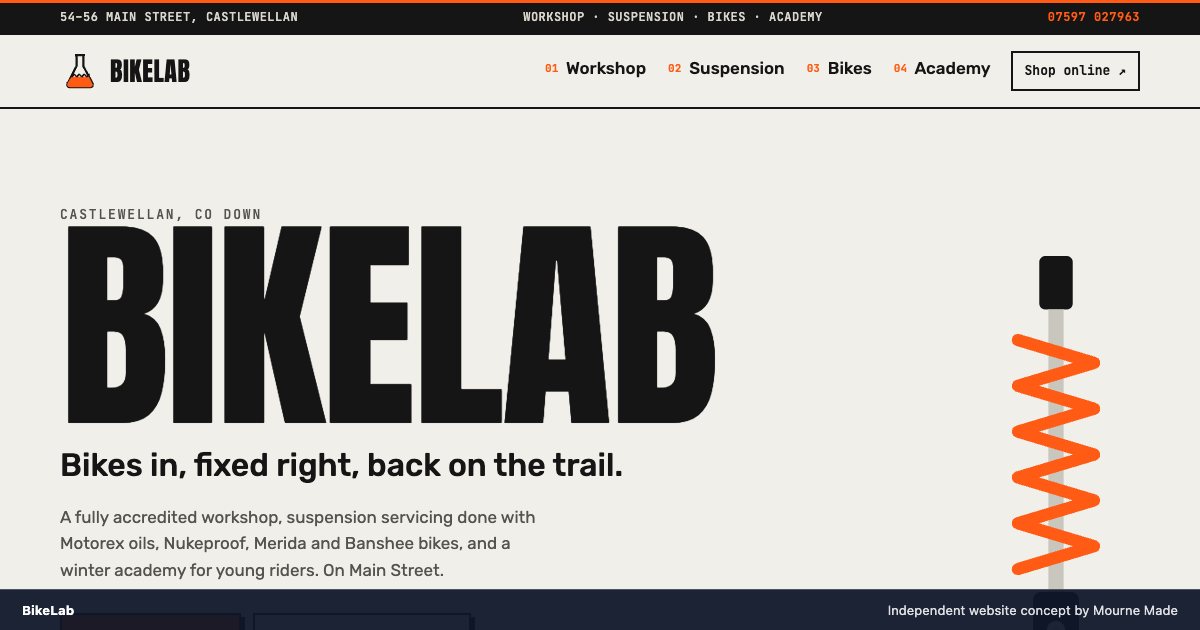 54–56 MAIN STREET, CASTLEWELLAN
WORKSHOP · SUSPENSION · BIKES · ACADEMY
07597 027963
BIKELAB
01 Workshop
02 Suspension
03 Bikes
04 Academy
Shop online ↗
CASTLEWELLAN, CO DOWN
BIKELAB
Bikes in, fixed right, back on the trail.
A fully accredited workshop, suspension servicing done with
Motorex oils, Nukeproof, Merida and Banshee bikes, and a
winter academy for young riders. On Main Street.
BikeLab
Independent website concept by Mourne Made